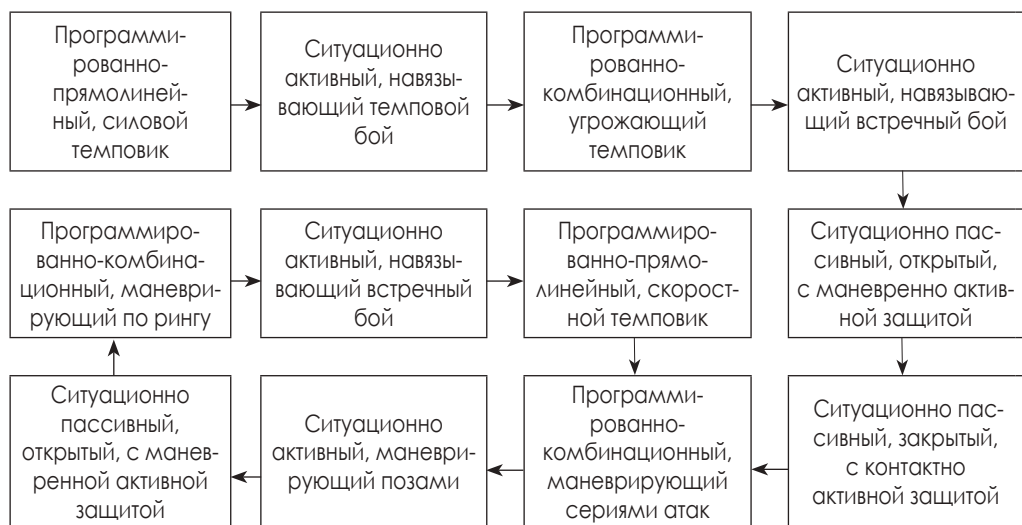 Программи-
рованно-
прямолиней-
ный, силовой
темповик
Ситуационно
активный, навязы-
вающий темповой
бой
Программи-
рованно-
комбинационный,
угрожающий
темповик
Ситуационно
активный, навязываю-
щий встречный бой
Программиро-
ванно-комбина-
ционный, маневри-
рующий по рингу
Ситуационно
активный, навязы-
вающий встречный
бой
Программиро-
ванно-прямо-
линейный, скорост-
ной темповик
Ситуационно пас-
сивный, открытый,
с маневренно актив-
ной защитой
Ситуационно
пассивный,
открытый, с манев-
ренной активной
защитой
Ситуационно
активный, маневри-
рующий позами
Программи-
рованно-
комбинационный,
маневрирующий
сериями атак
Ситуационно пас-
сивный, закрытый,
с контактно
активной защитой